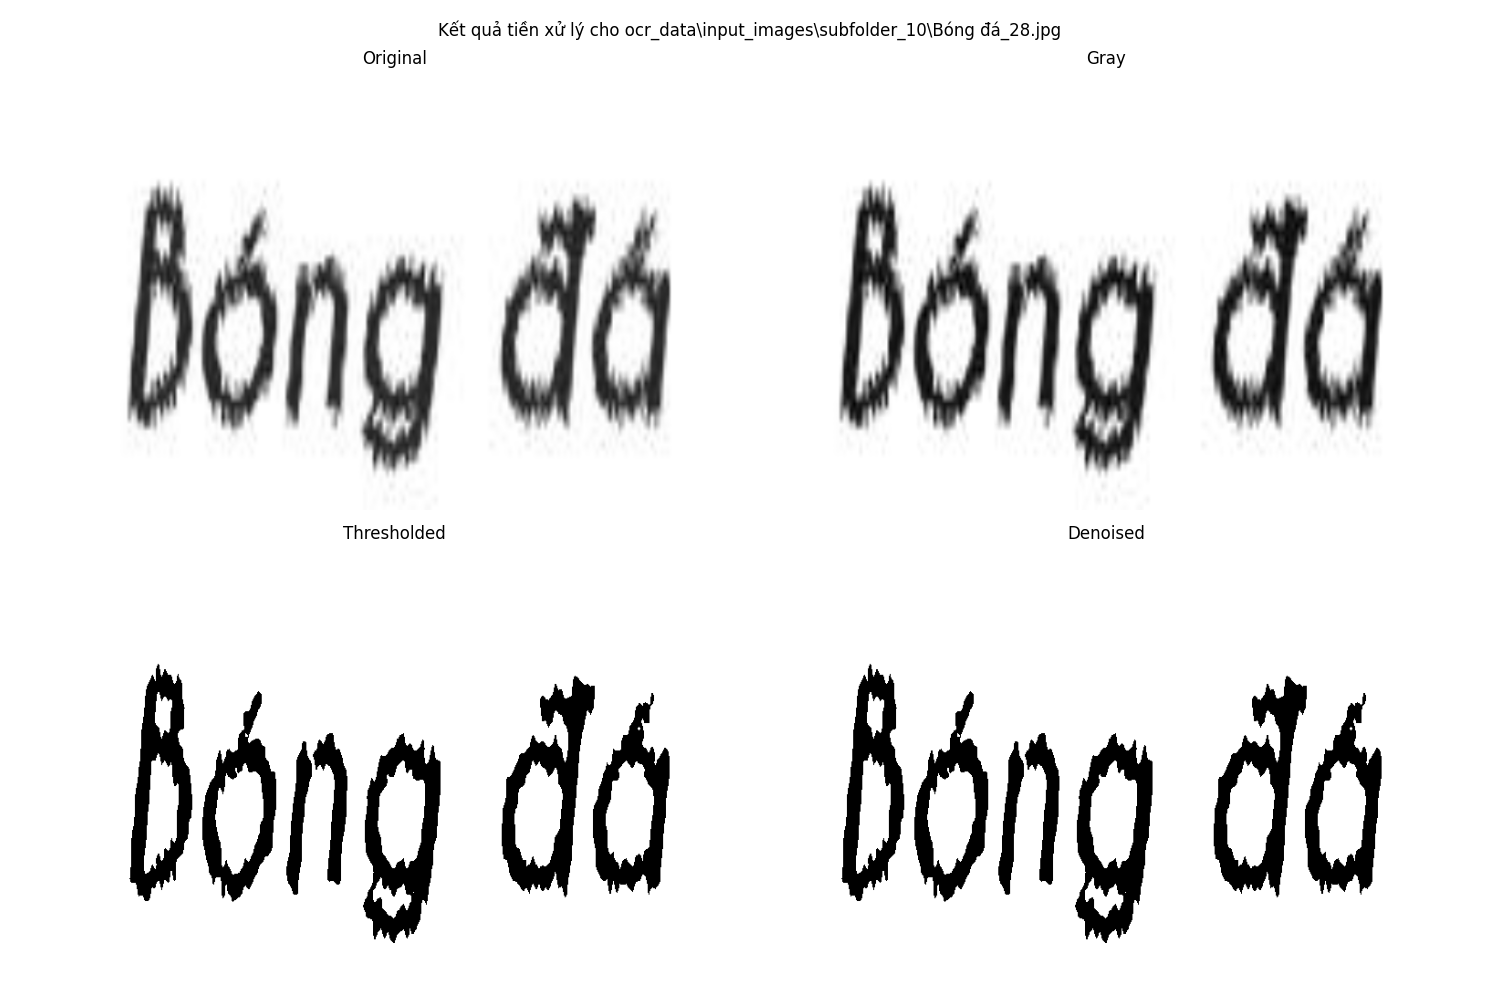 Kết quả tiền xử lý cho ocr_data\input_images\subfolder_10\Bóng đá_28.jpg
Original
Gray
Bóng đá
Bóng đá
Thresholded
Denoised
Bóng đá
Bóng đá